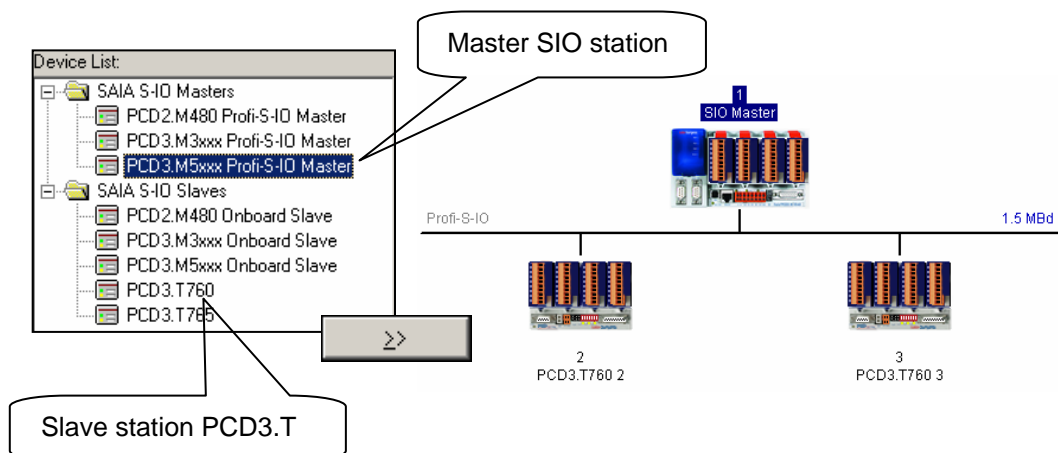 Master SIO station
Device List:
SAIA S-IO Masters
PCD2.M480 Profi-S-IO Master
PCD3.M3xxx Profi-S-IO Master
PCD3.M5xxx Profi-S-IO Master
SAIA S-IO Slaves
PCD2.M480 Onboard Slave
PCD3.M3xxx Onboard Slave
PCD3.M5xxx Onboard Slave
PCD3.T760
PCD3.T765
>>
Slave station PCD3.T
1
SIO Master
Profi-S-IO
1.5 MBd
2
PCD3.T760 2
3
PCD3.T760 3